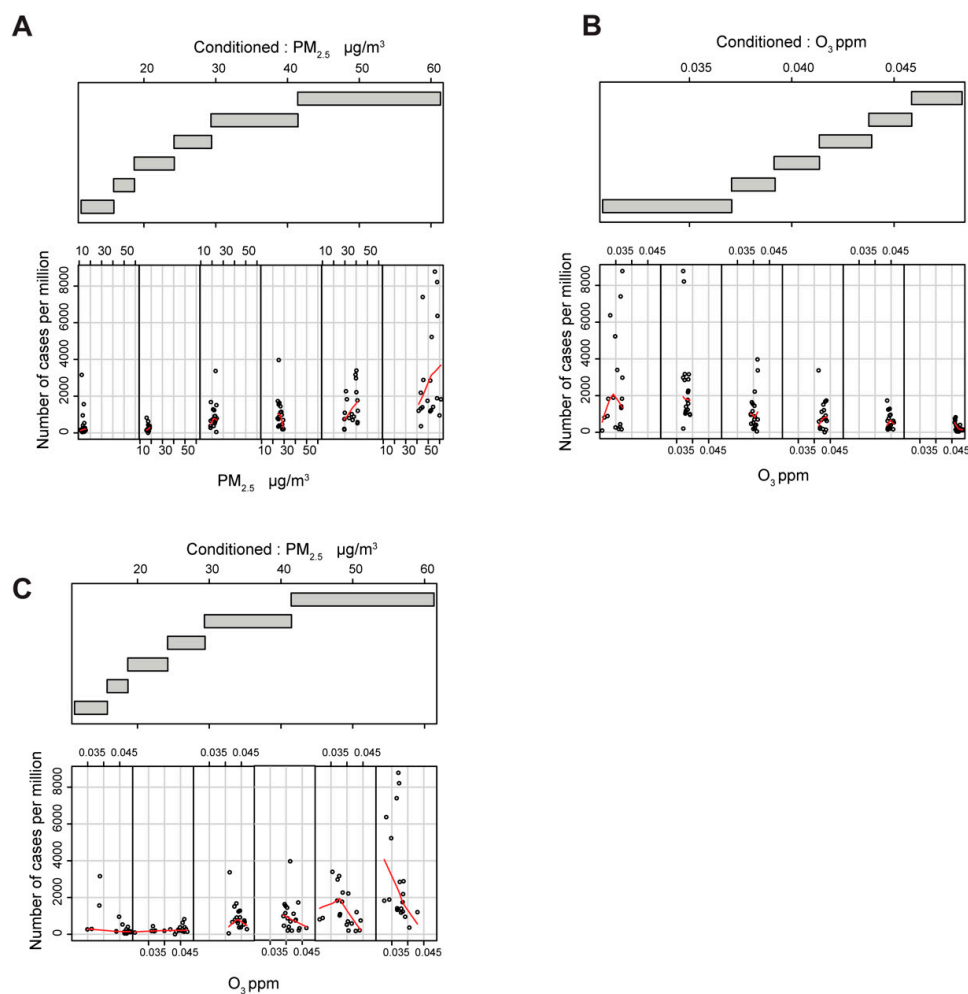 A
Conditioned : PM2.5 µg/m3
20 30 40 50 60
10 30 50 10 30 50 10 30 50
Number of cases per million
0 2000 4000 6000 8000
10 30 50 10 30 50 10 30 50
PM2.5 µg/m3
B
Conditioned : O3 ppm
0.035 0.040 0.045
0.035 0.045 0.035 0.045 0.035 0.045
Number of cases per million
0 2000 4000 6000 8000
0.035 0.045 0.035 0.045 0.035 0.045
O3 ppm
C
Conditioned : PM2.5 µg/m3
20 30 40 50 60
0.035 0.045 0.035 0.045 0.035 0.045
Number of cases per million
0 2000 4000 6000 8000
0.035 0.045 0.035 0.045 0.035 0.045
O3 ppm